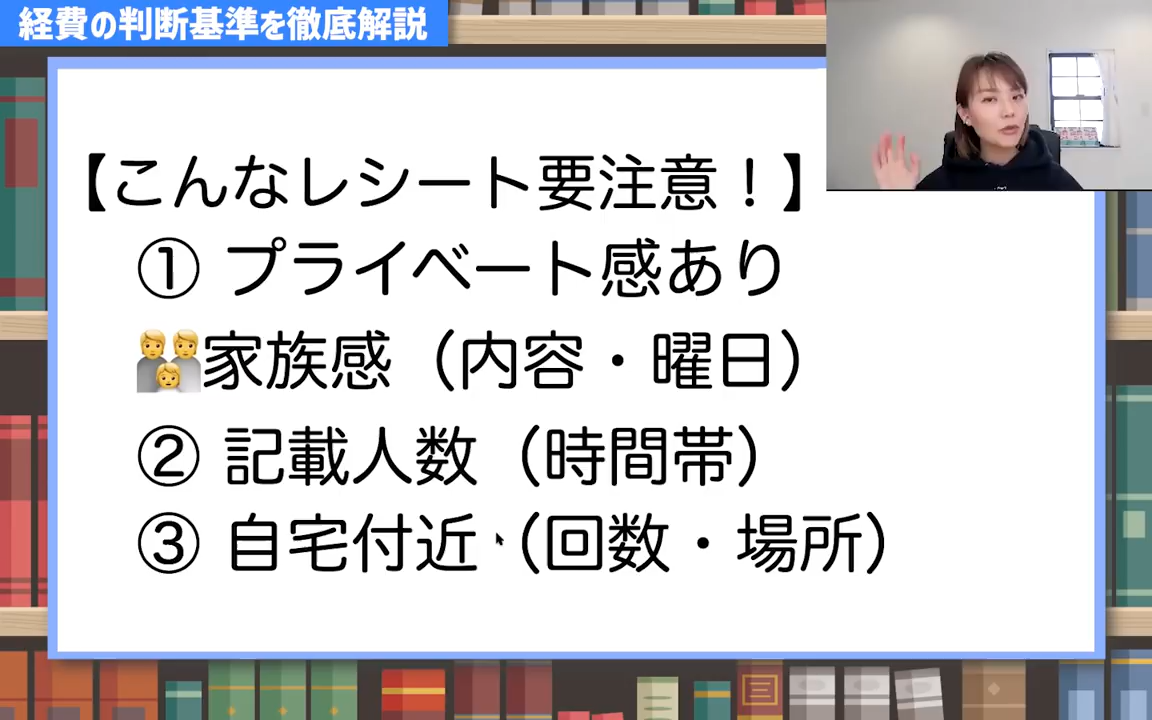 経費の判断基準を徹底解説
【こんなレシート要注意！】
① プライベート感あり
家族感（内容・曜日）
② 記載人数（時間帯）
③ 自宅付近（回数・場所）